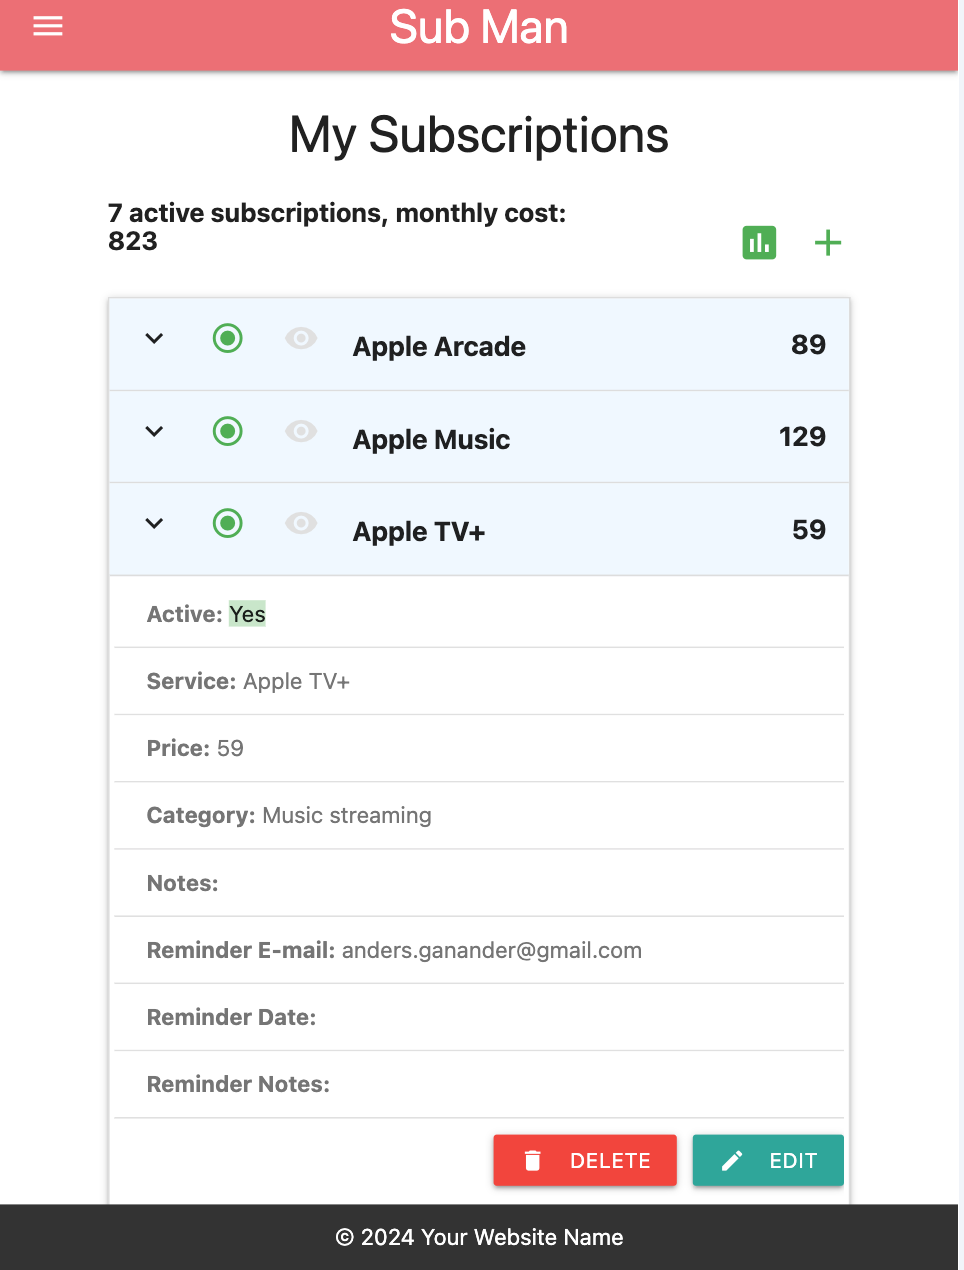 Sub Man
My Subscriptions
7 active subscriptions, monthly cost:
823
Apple Arcade 89
Apple Music 129
Apple TV+ 59
Active: Yes
Service: Apple TV+
Price: 59
Category: Music streaming
Notes:
Reminder E-mail: anders.ganander@gmail.com
Reminder Date:
Reminder Notes:
DELETE EDIT
© 2024 Your Website Name